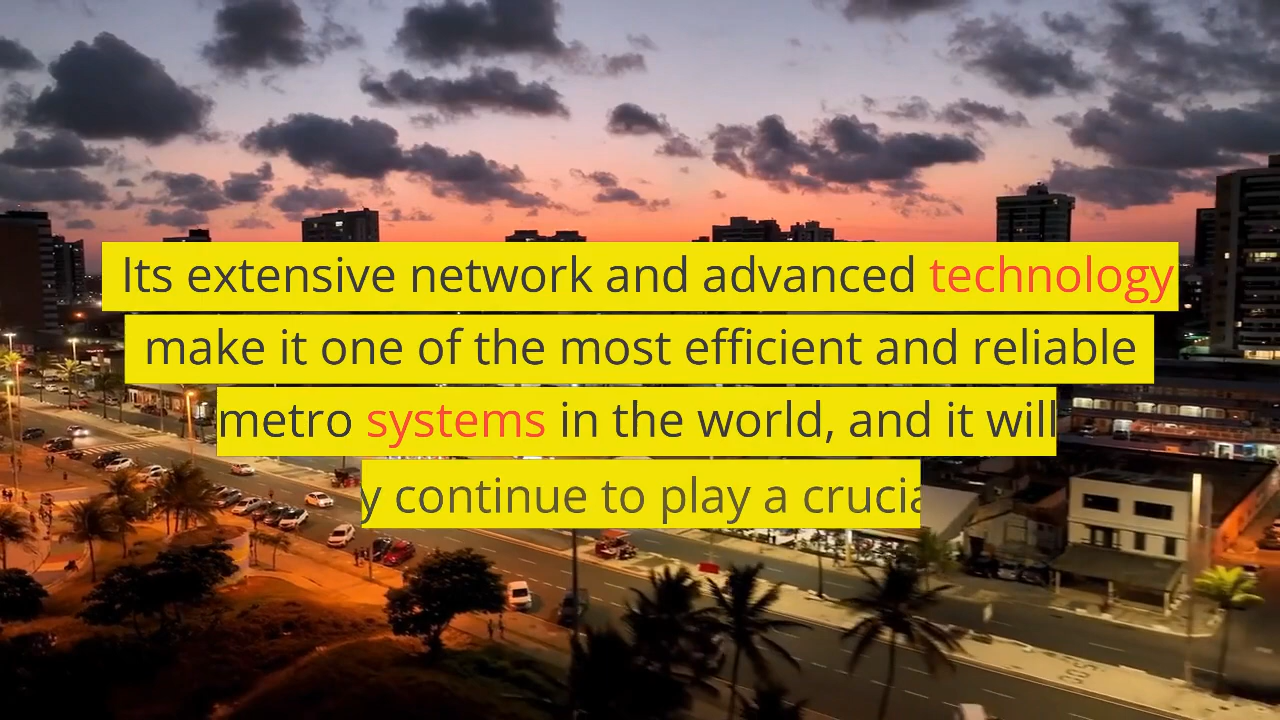 Its extensive network and advanced technology
make it one of the most efficient and reliable
metro systems in the world, and it will
y continue to play a crucia